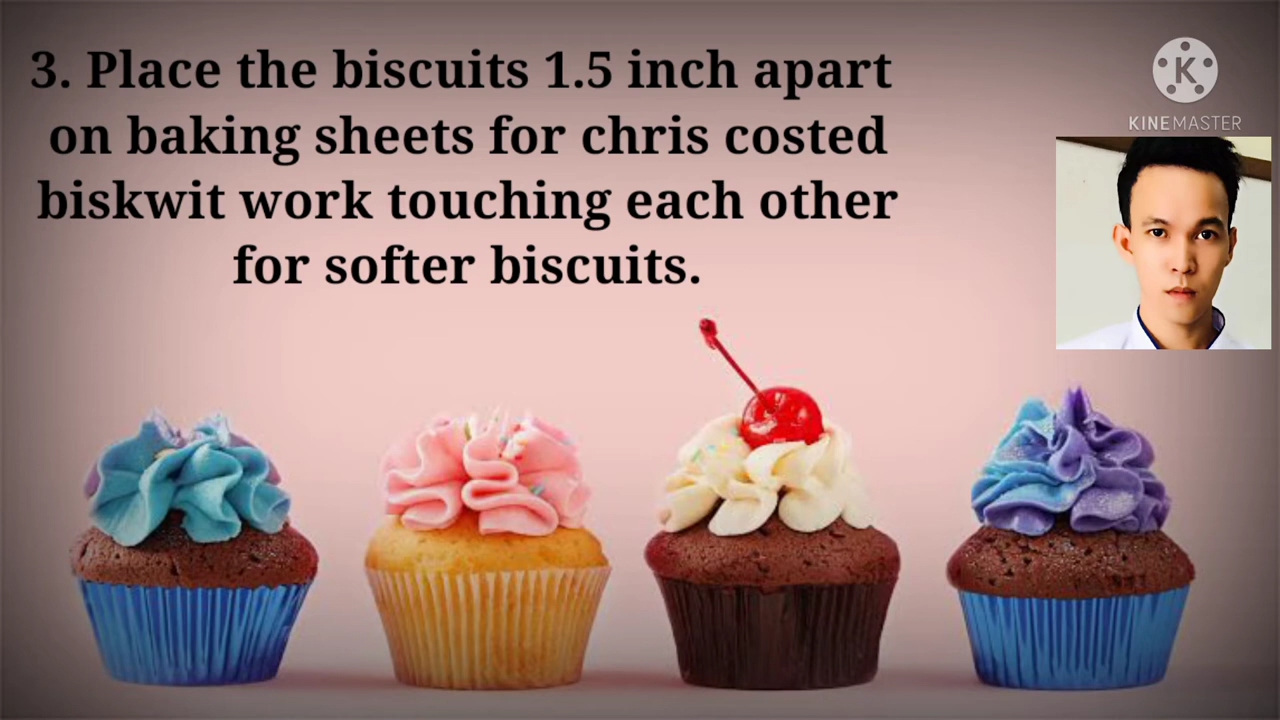 3. Place the biscuits 1.5 inch apart
on baking sheets for chris costed
biskwit work touching each other
for softer biscuits.
K
KINEMASTER